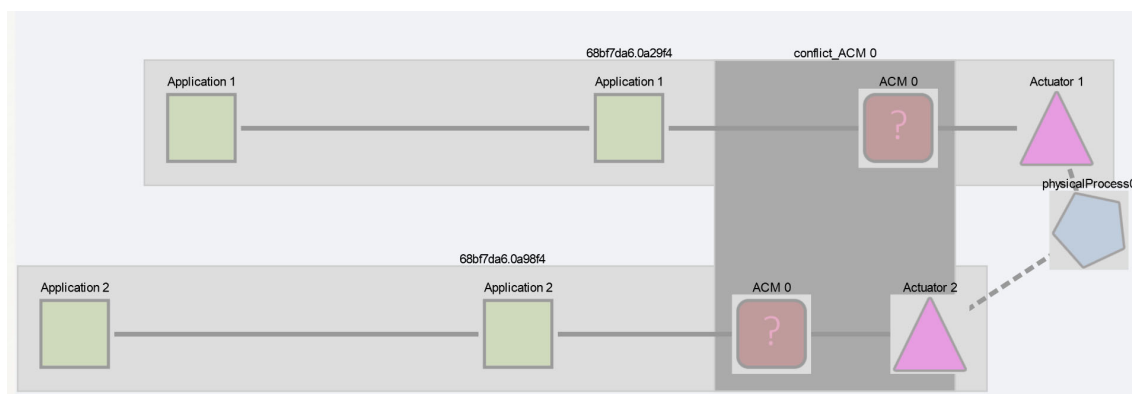 68bf7da6.0a29f4
conflict_ACM 0
Application 1
Application 1
ACM 0
Actuator 1
?
physicalProcess0
68bf7da6.0a98f4
Application 2
Application 2
ACM 0
Actuator 2
?